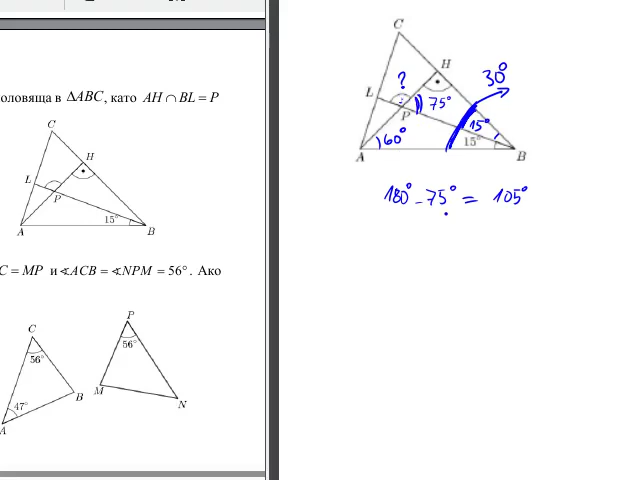 оловяща в ΔABC, като AH ∩ BL = P
C
H
L
P
15°
A
B
C = MP и ∢ACB = ∢NPM = 56°. Ако
C
56°
B
47°
A
P
56°
M
N
C
H
30°
?
L
75°
P
15°
60°
15°
A
B
180° - 75° = 105°